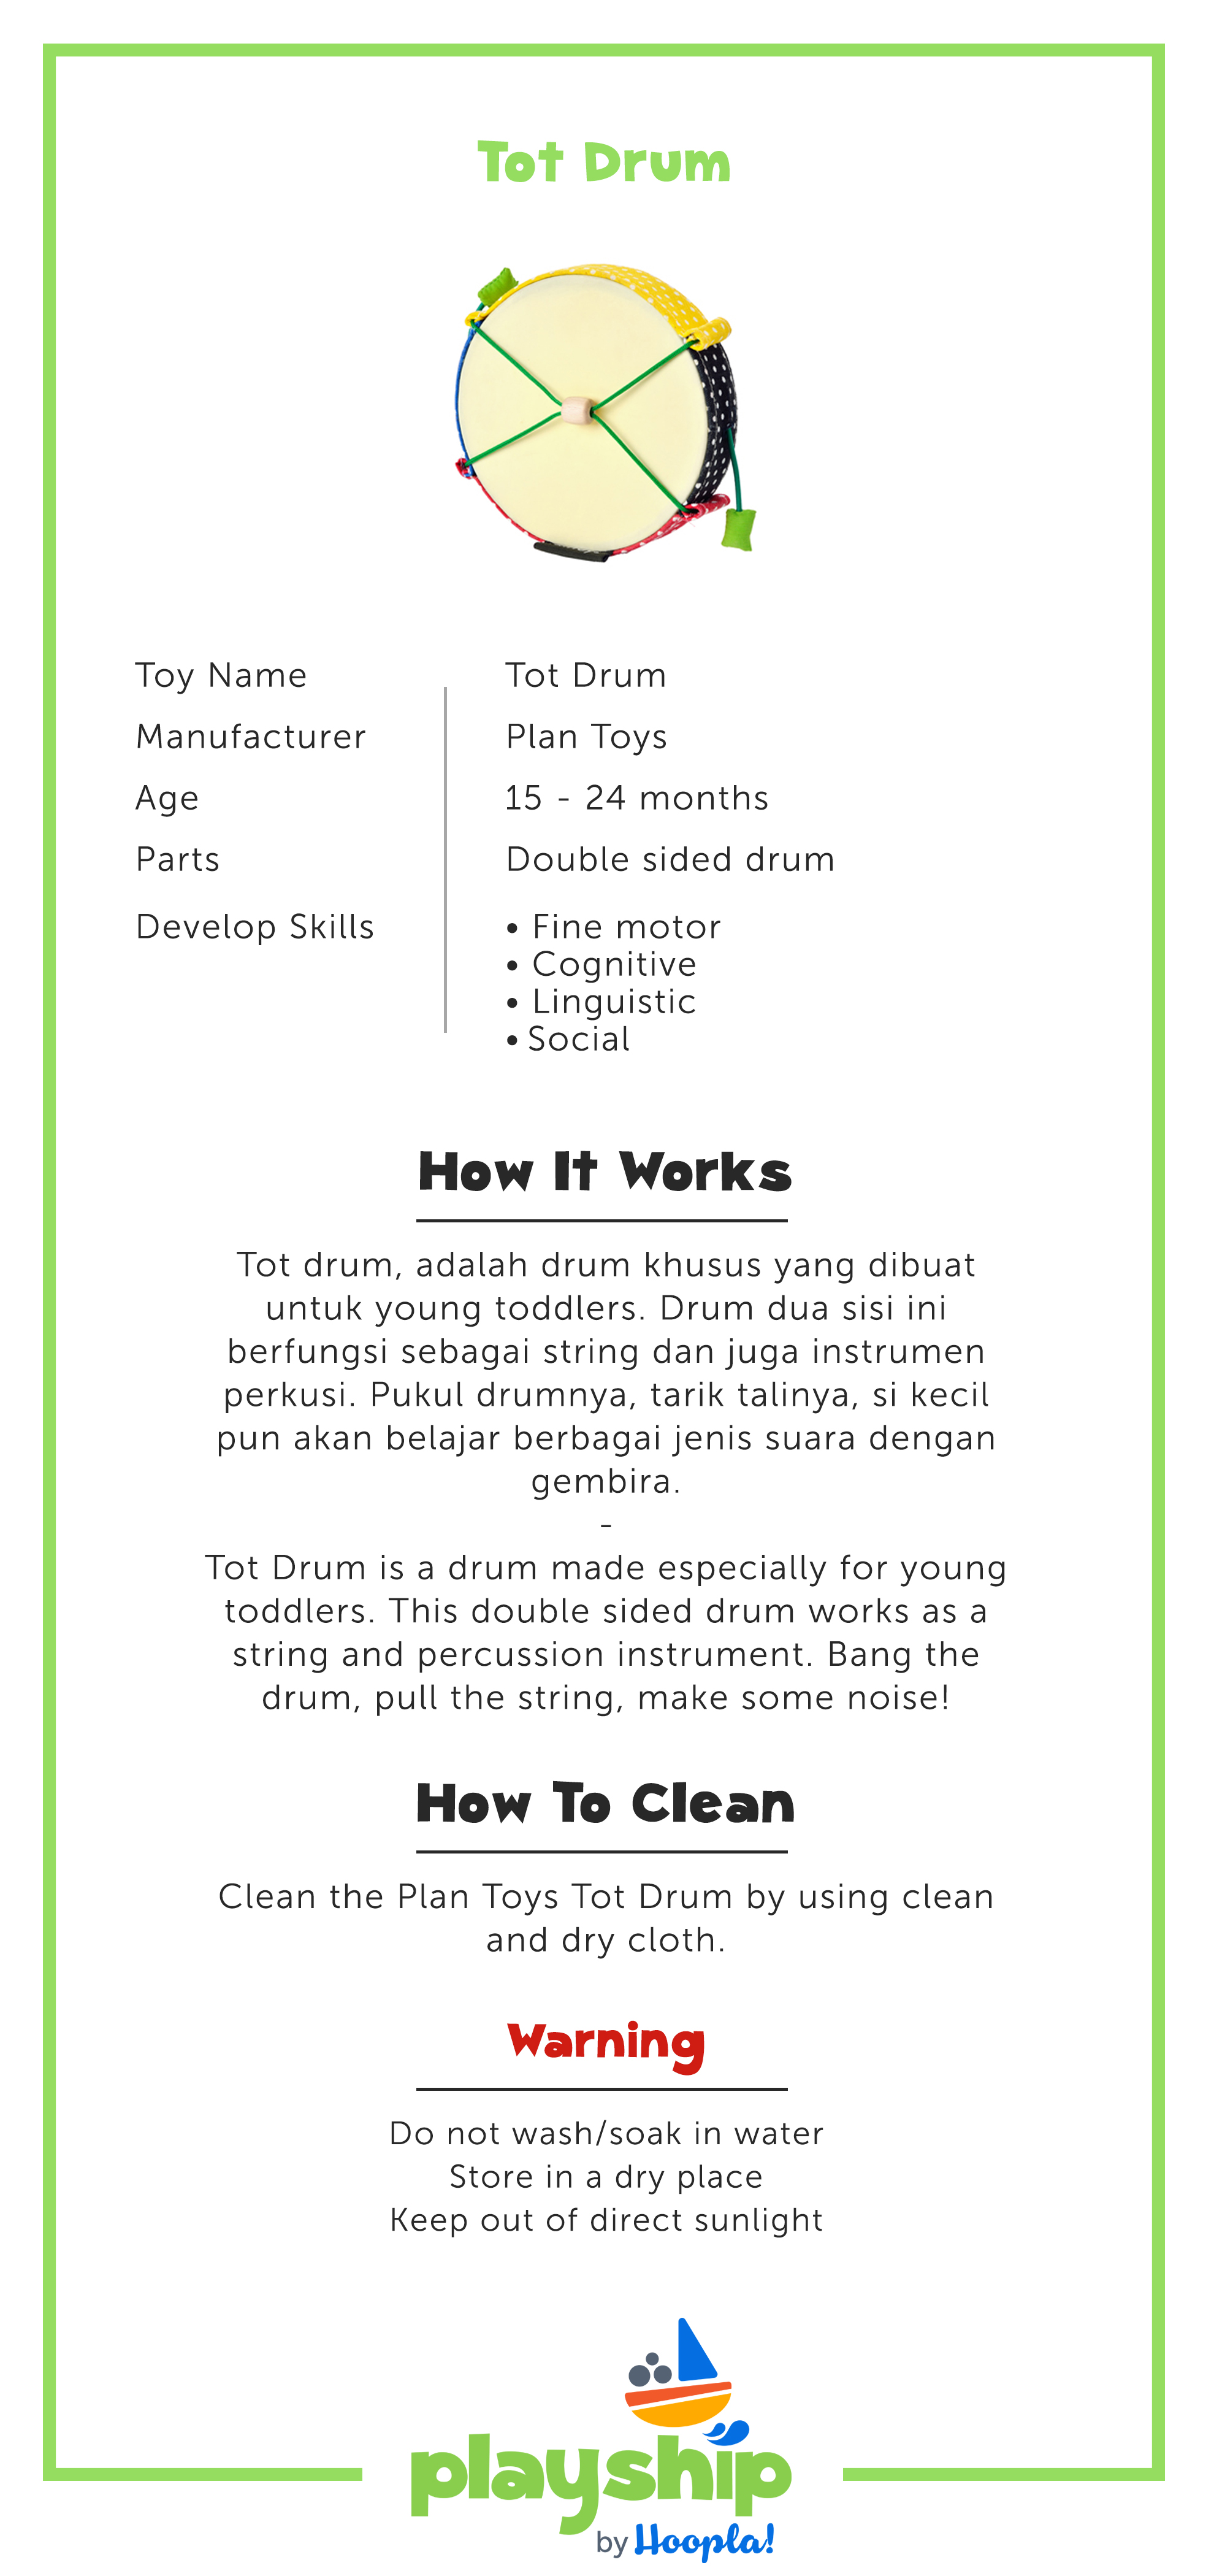 Tot Drum
Toy Name Tot Drum
Manufacturer Plan Toys
Age 15 - 24 months
Parts Double sided drum
Develop Skills • Fine motor
• Cognitive
• Linguistic
• Social
How It Works
Tot drum, adalah drum khusus yang dibuat
untuk young toddlers. Drum dua sisi ini
berfungsi sebagai string dan juga instrumen
perkusi. Pukul drumnya, tarik talinya, si kecil
pun akan belajar berbagai jenis suara dengan
gembira.
-
Tot Drum is a drum made especially for young
toddlers. This double sided drum works as a
string and percussion instrument. Bang the
drum, pull the string, make some noise!
How To Clean
Clean the Plan Toys Tot Drum by using clean
and dry cloth.
Warning
Do not wash/soak in water
Store in a dry place
Keep out of direct sunlight
playship
by Hoopla!